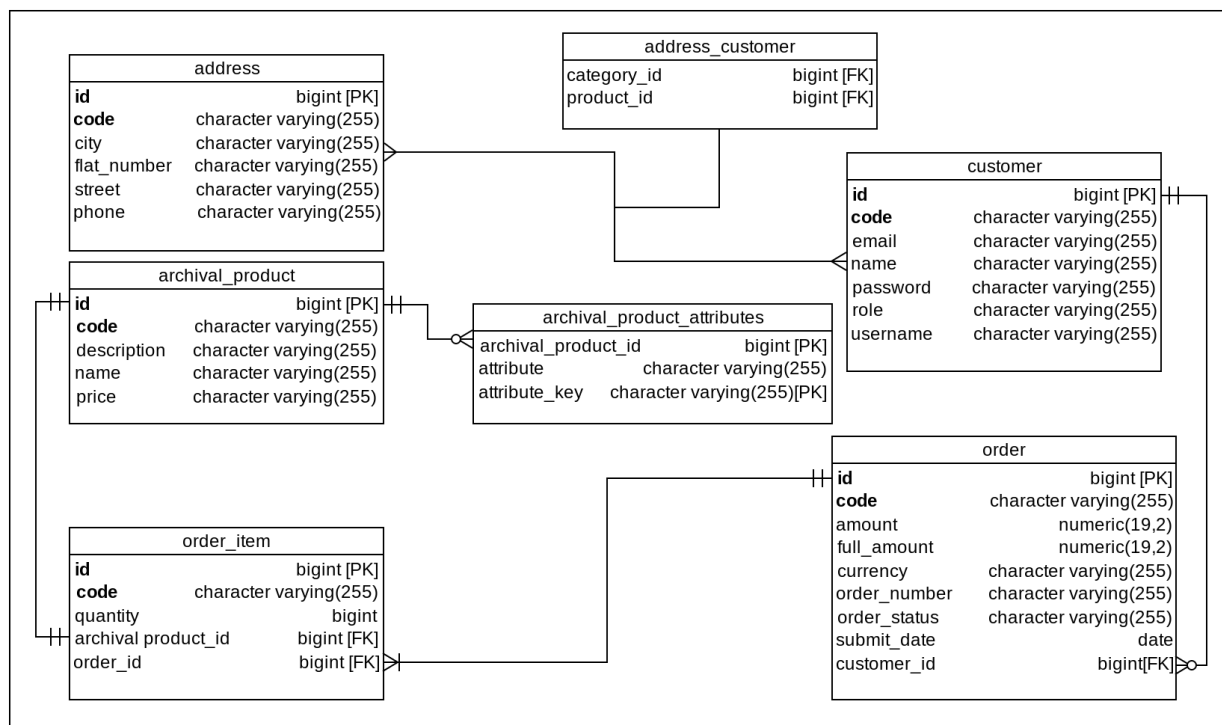 address
id bigint [PK]
code character varying(255)
city character varying(255)
flat_number character varying(255)
street character varying(255)
phone character varying(255)
address_customer
category_id bigint [FK]
product_id bigint [FK]
customer
id bigint [PK]
code character varying(255)
email character varying(255)
name character varying(255)
password character varying(255)
role character varying(255)
username character varying(255)
archival_product
id bigint [PK]
code character varying(255)
description character varying(255)
name character varying(255)
price character varying(255)
archival_product_attributes
archival_product_id bigint [PK]
attribute character varying(255)
attribute_key character varying(255)[PK]
order_item
id bigint [PK]
code character varying(255)
quantity bigint
archival product_id bigint [FK]
order_id bigint [FK]
order
id bigint [PK]
code character varying(255)
amount numeric(19,2)
full_amount numeric(19,2)
currency character varying(255)
order_number character varying(255)
order_status character varying(255)
submit_date date
customer_id bigint[FK]